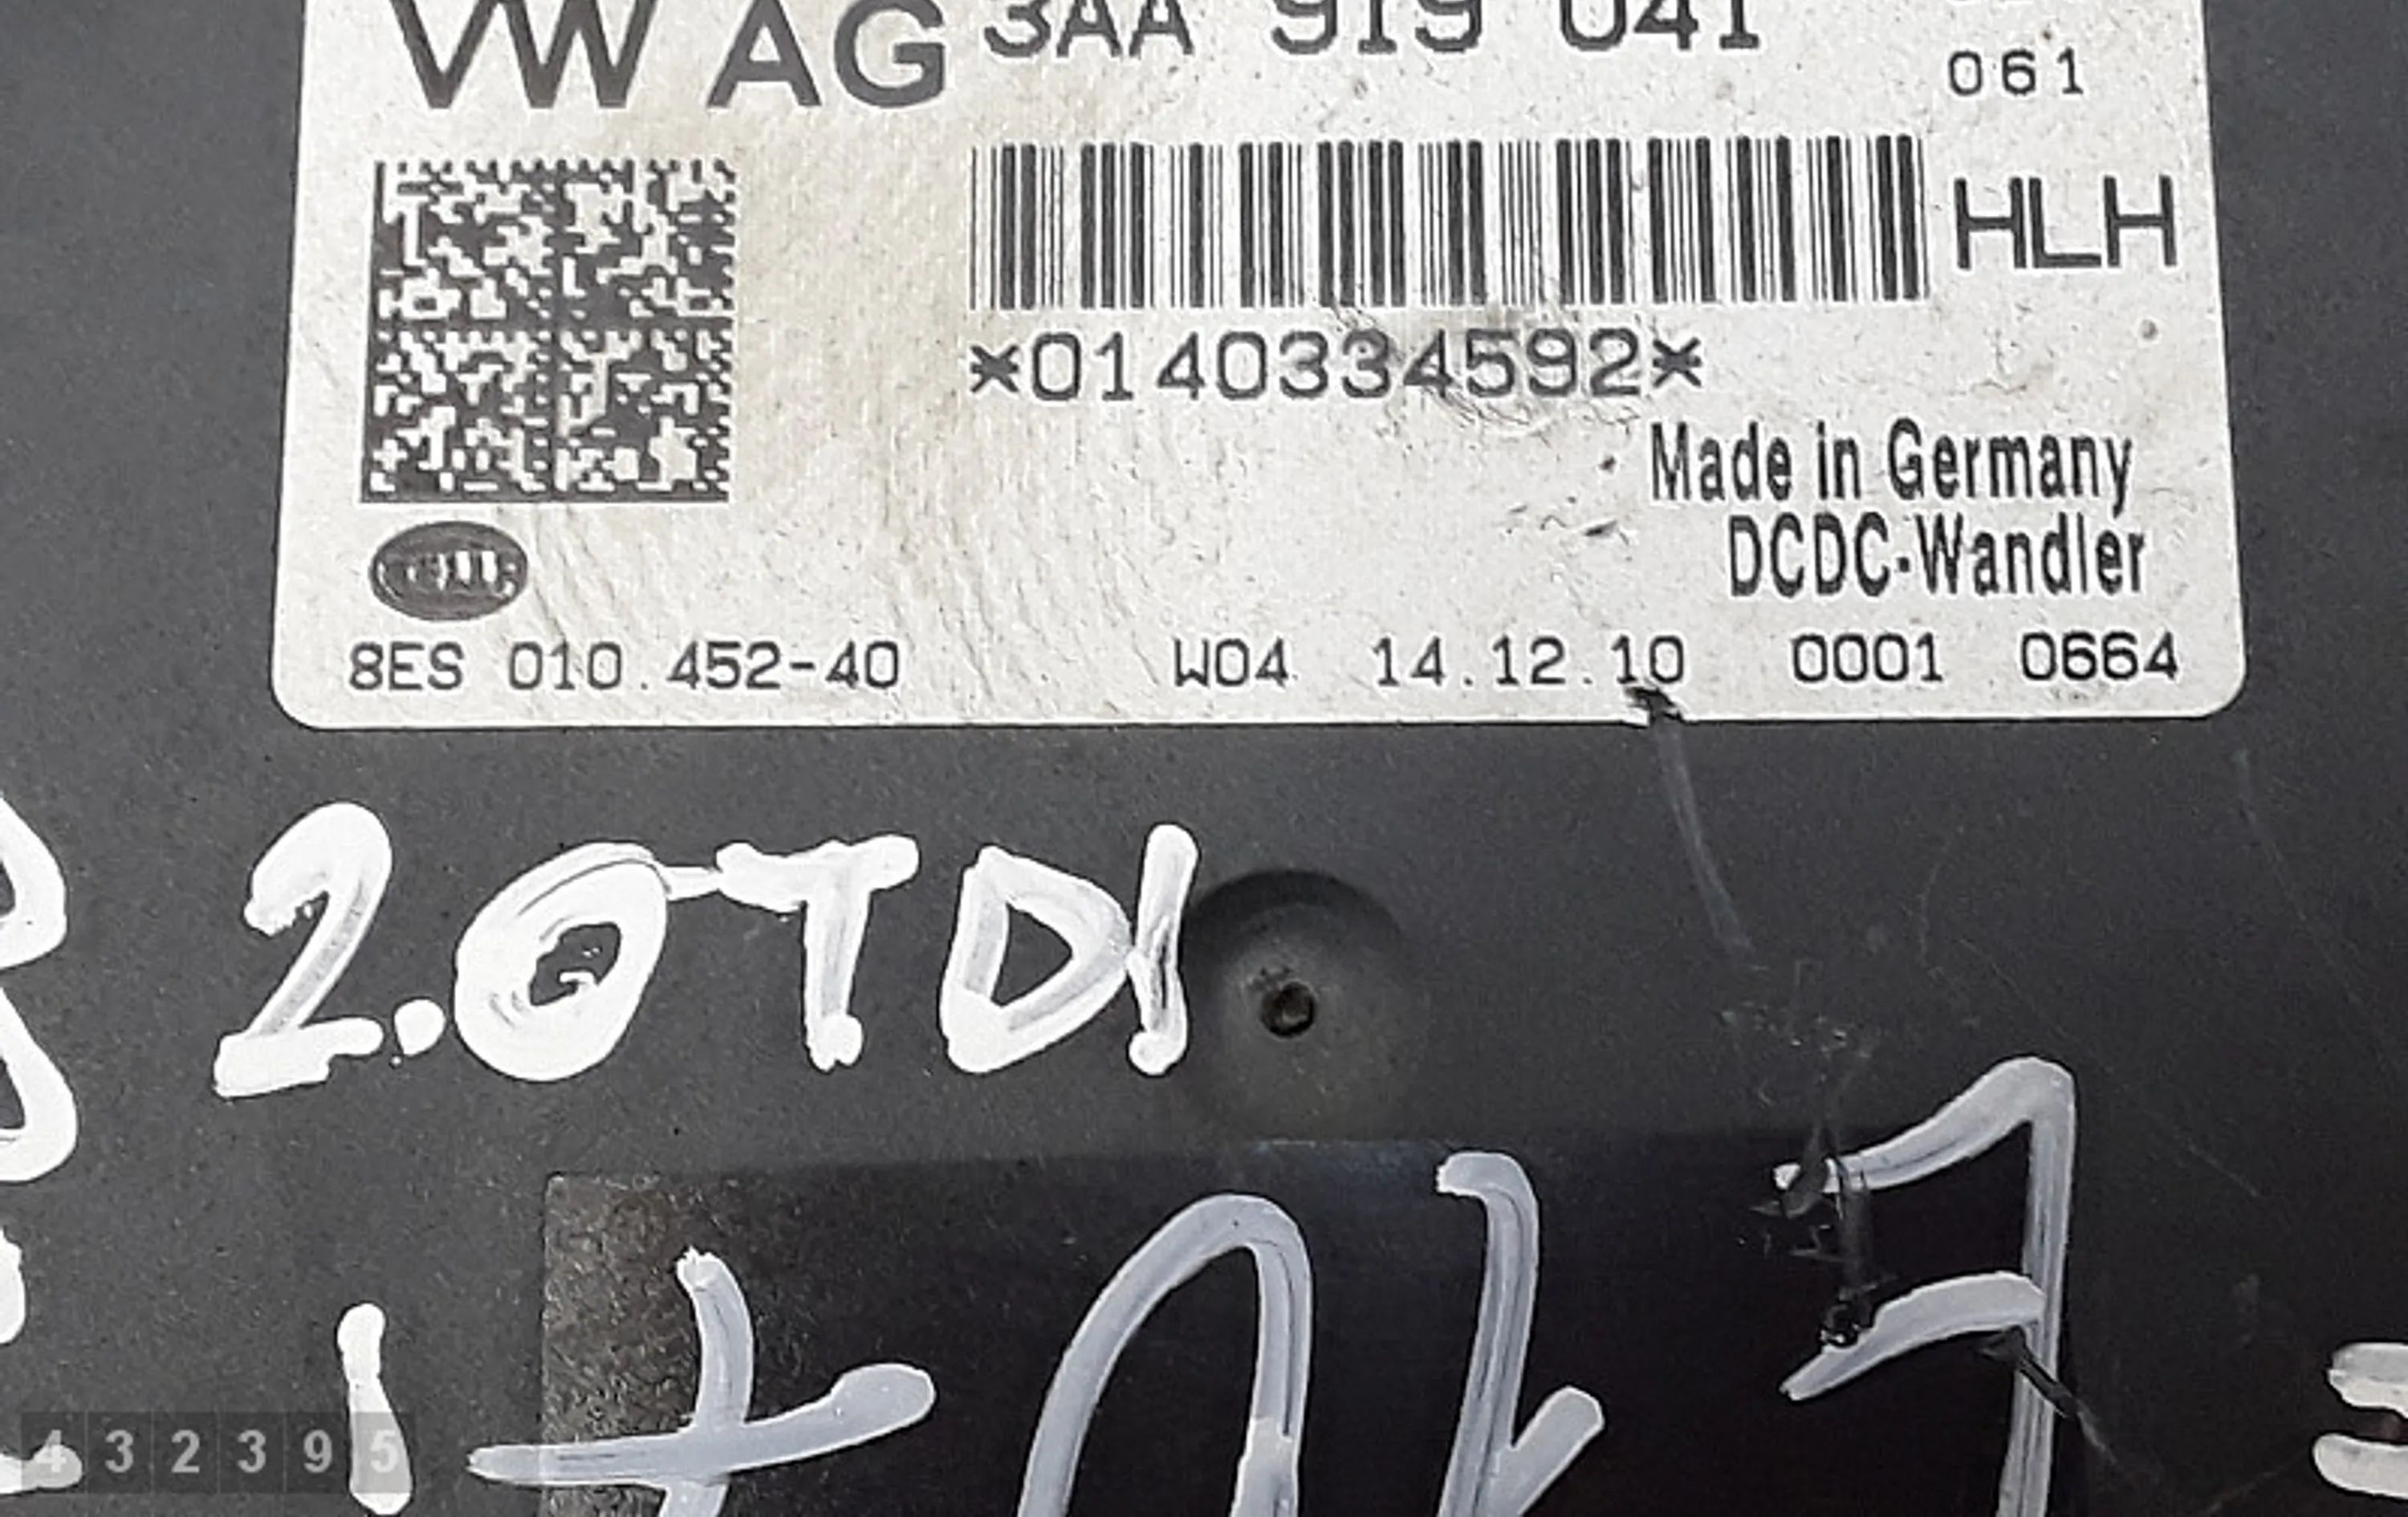 VW AG 3AA 919 041
061
HLH
*0140334592*
Made in Germany
DCDC-Wandler
HELLA
8ES 010.452-40 W04 14.12.10 0001 0664
2.0TDI
432395